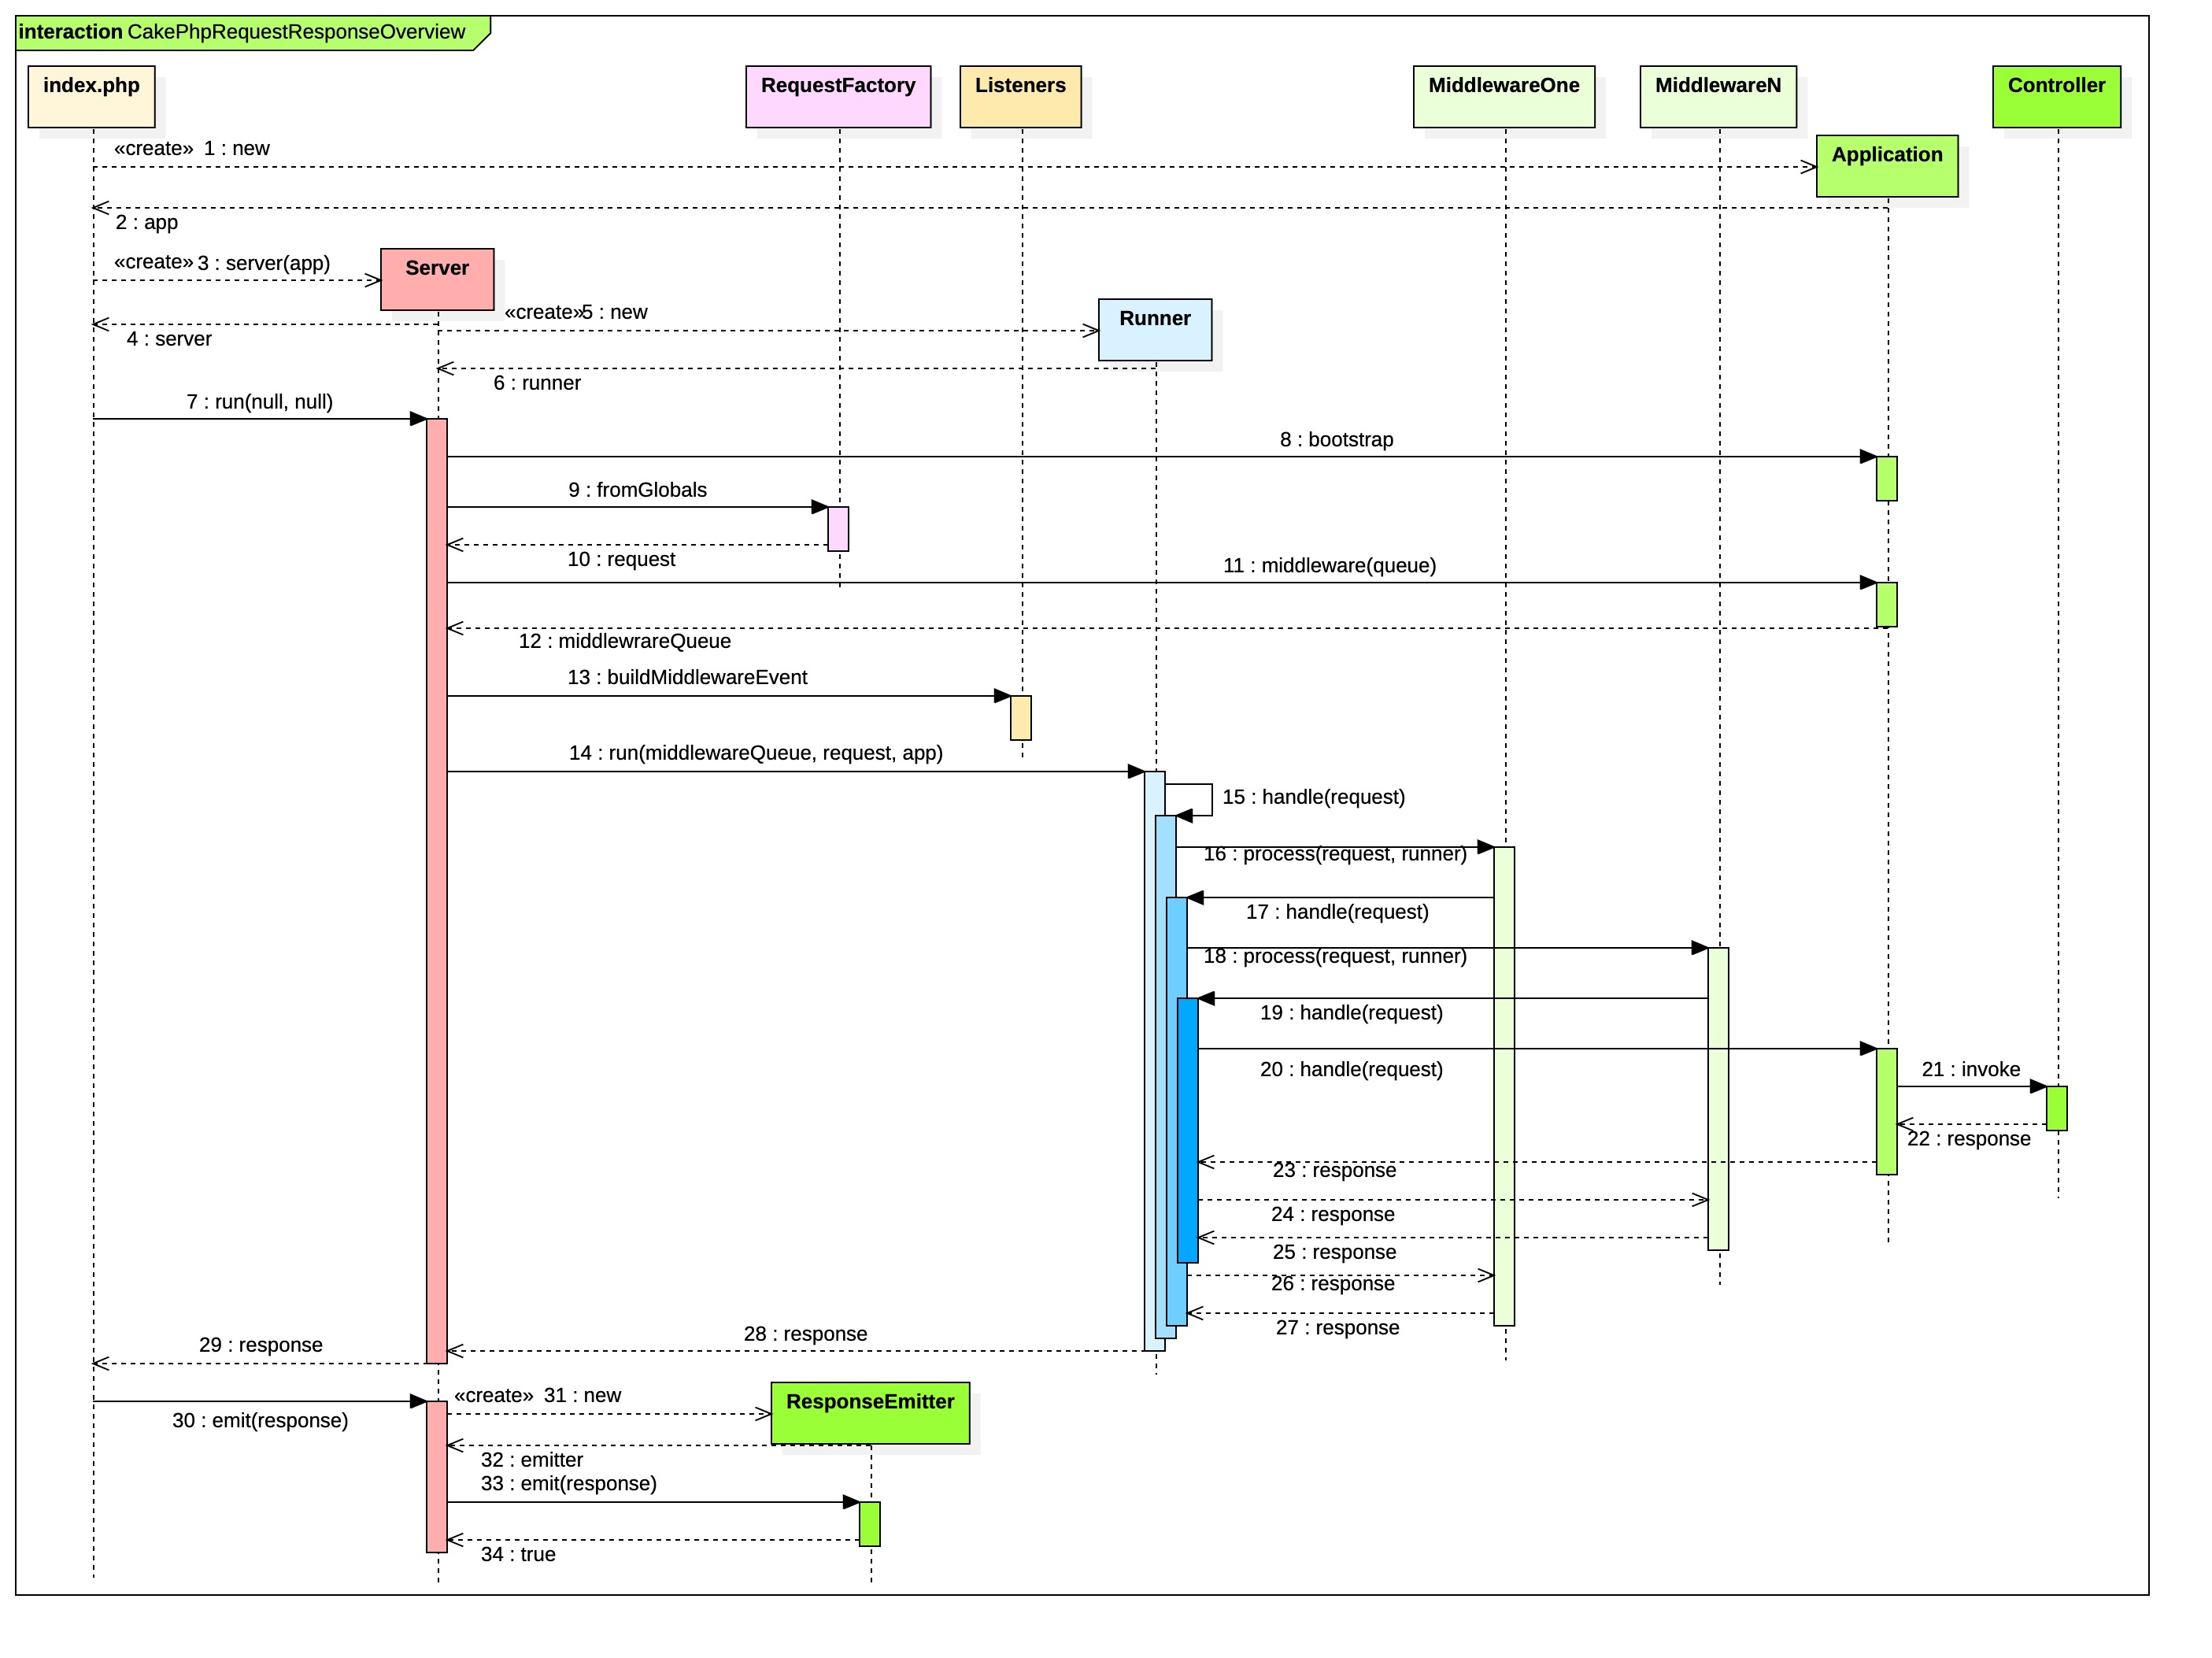 interaction CakePhpRequestResponseOverview
index.php
RequestFactory
Listeners
MiddlewareOne
MiddlewareN
Controller
«create» 1 : new
Application
2 : app
«create» 3 : server(app)
Server
«create» 5 : new
Runner
4 : server
6 : runner
7 : run(null, null)
8 : bootstrap
9 : fromGlobals
10 : request
11 : middleware(queue)
12 : middlewrareQueue
13 : buildMiddlewareEvent
14 : run(middlewareQueue, request, app)
15 : handle(request)
16 : process(request, runner)
17 : handle(request)
18 : process(request, runner)
19 : handle(request)
20 : handle(request)
21 : invoke
22 : response
23 : response
24 : response
25 : response
26 : response
27 : response
28 : response
29 : response
«create» 31 : new
ResponseEmitter
30 : emit(response)
32 : emitter
33 : emit(response)
34 : true